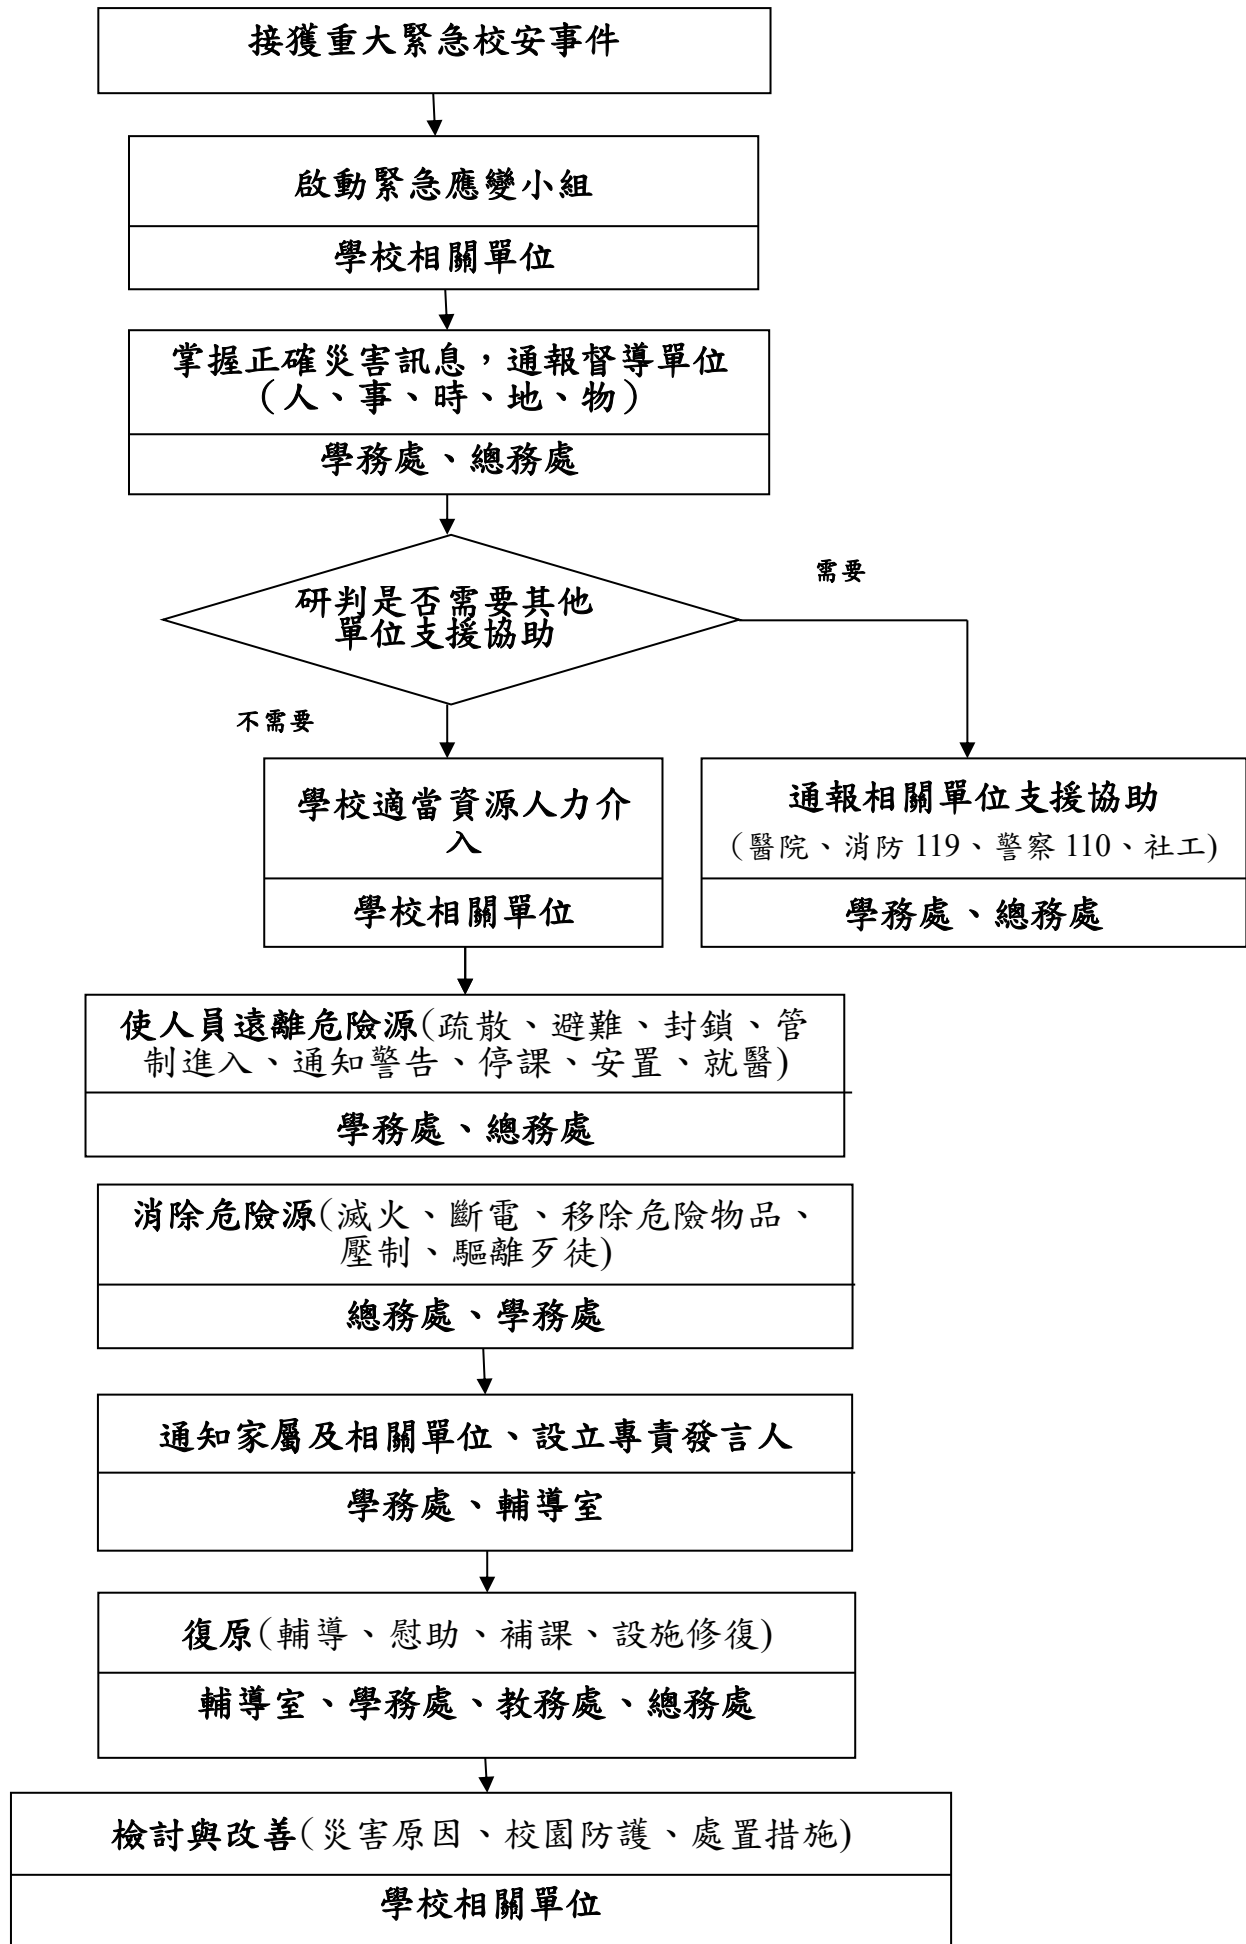 接獲重大緊急校安事件
啟動緊急應變小組
學校相關單位
掌握正確災害訊息，通報督導單位
（人、事、時、地、物）
學務處、總務處
研判是否需要其他
單位支援協助
需要
不需要
學校適當資源人力介
入
學校相關單位
通報相關單位支援協助
（醫院、消防 119、警察 110、社工)
學務處、總務處
使人員遠離危險源(疏散、避難、封鎖、管
制進入、通知警告、停課、安置、就醫)
學務處、總務處
消除危險源(滅火、斷電、移除危險物品、
壓制、驅離歹徒)
總務處、學務處
通知家屬及相關單位、設立專責發言人
學務處、輔導室
復原(輔導、慰助、補課、設施修復)
輔導室、學務處、教務處、總務處
檢討與改善(災害原因、校園防護、處置措施)
學校相關單位